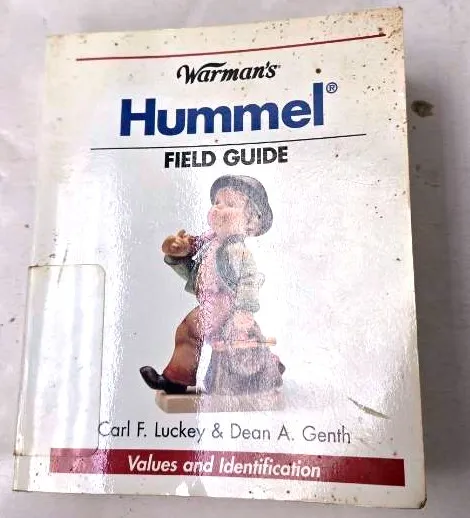 Warman's
Hummel®
FIELD GUIDE
Carl F. Luckey & Dean A. Genth
Values and Identification